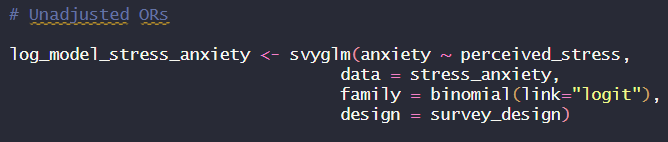 # Unadjusted ORs
log_model_stress_anxiety <- svyglm(anxiety ~ perceived_stress,
data = stress_anxiety,
family = binomial(link="logit"),
design = survey_design)